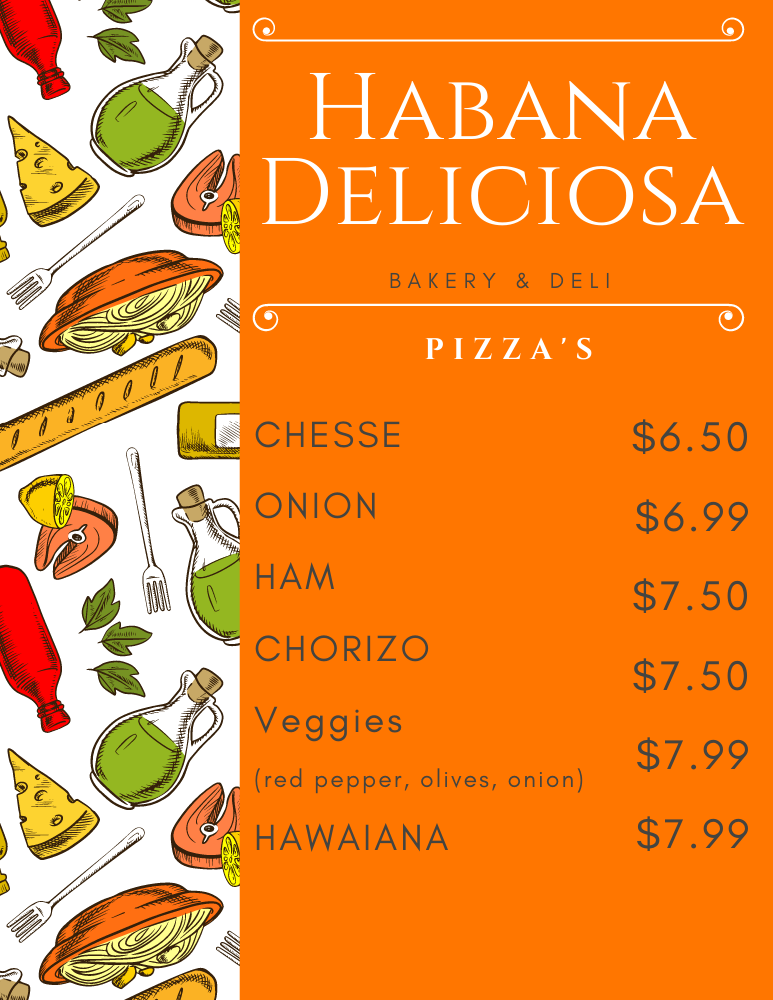 HABANA
DELICIOSA
BAKERY & DELI
PIZZA'S
CHESSE $6.50
ONION $6.99
HAM $7.50
CHORIZO $7.50
Veggies $7.99
(red pepper, olives, onion)
HAWAIANA $7.99